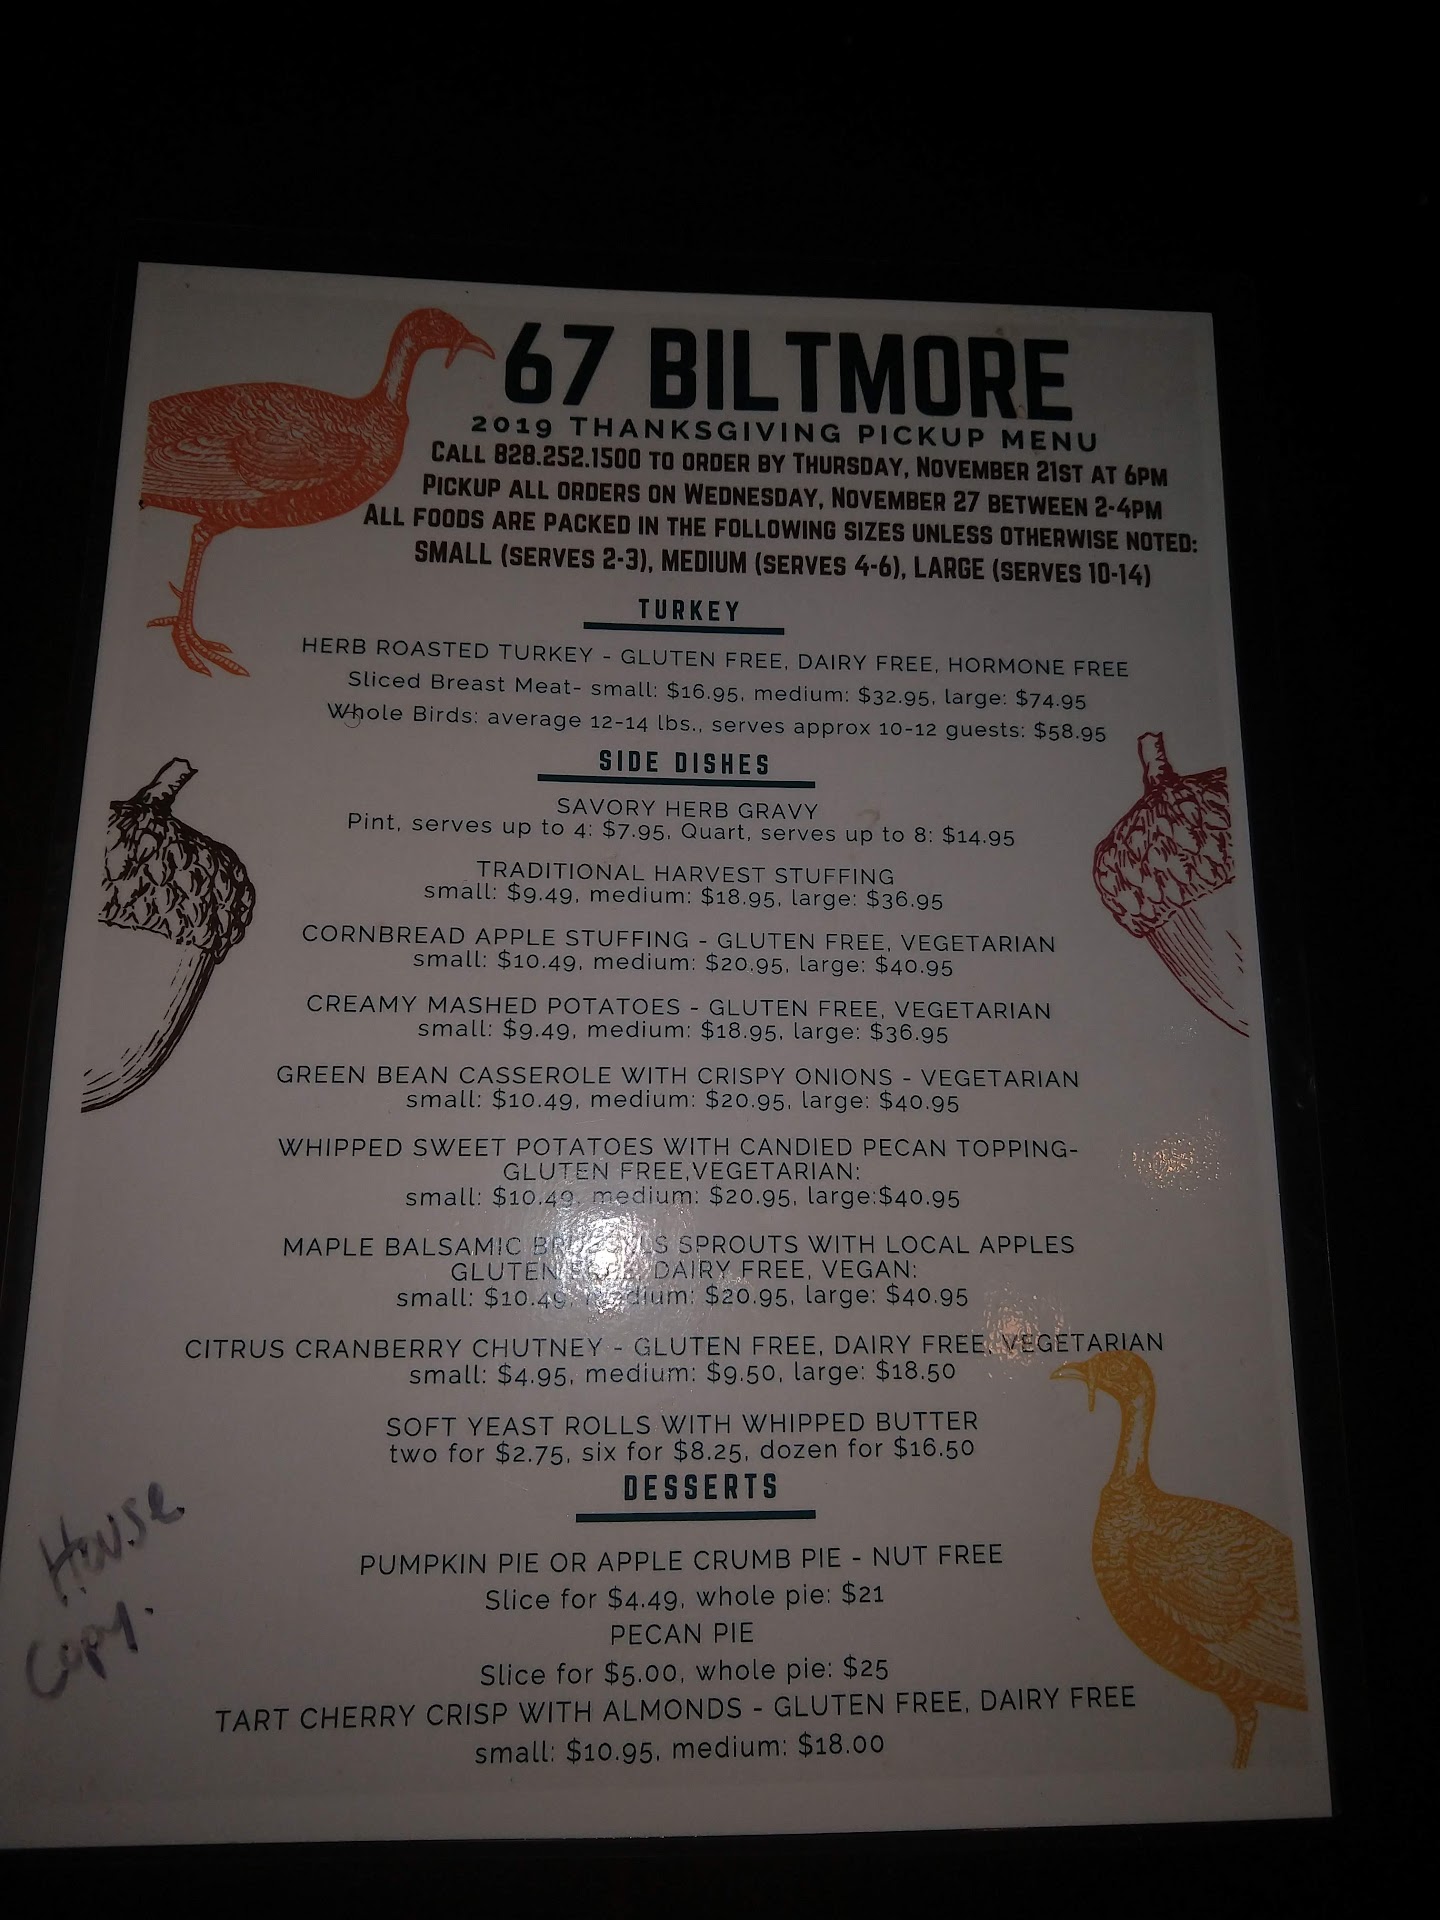 67 BILTMORE
2019 THANKSGIVING PICKUP MENU
CALL 828.252.1500 TO ORDER BY THURSDAY, NOVEMBER 21ST AT 6PM
PICKUP ALL ORDERS ON WEDNESDAY, NOVEMBER 27 BETWEEN 2-4PM
ALL FOODS ARE PACKED IN THE FOLLOWING SIZES UNLESS OTHERWISE NOTED:
SMALL (SERVES 2-3), MEDIUM (SERVES 4-6), LARGE (SERVES 10-14)
TURKEY
HERB ROASTED TURKEY - GLUTEN FREE, DAIRY FREE, HORMONE FREE
Sliced Breast Meat- small: $16.95, medium: $32.95, large: $74.95
Whole Birds: average 12-14 lbs., serves approx 10-12 guests: $58.95
SIDE DISHES
SAVORY HERB GRAVY
Pint, serves up to 4: $7.95, Quart, serves up to 8: $14.95
TRADITIONAL HARVEST STUFFING
small: $9.49, medium: $18.95, large: $36.95
CORNBREAD APPLE STUFFING - GLUTEN FREE, VEGETARIAN
small: $10.49, medium: $20.95, large: $40.95
CREAMY MASHED POTATOES - GLUTEN FREE, VEGETARIAN
small: $9.49, medium: $18.95, large: $36.95
GREEN BEAN CASSEROLE WITH CRISPY ONIONS - VEGETARIAN
small: $10.49, medium: $20.95, large: $40.95
WHIPPED SWEET POTATOES WITH CANDIED PECAN TOPPING-
GLUTEN FREE,VEGETARIAN:
small: $10.49, medium: $20.95, large:$40.95
MAPLE BALSAMIC BRUSSELS SPROUTS WITH LOCAL APPLES
GLUTEN FREE, DAIRY FREE, VEGAN:
small: $10.49, medium: $20.95, large: $40.95
CITRUS CRANBERRY CHUTNEY - GLUTEN FREE, DAIRY FREE, VEGETARIAN
small: $4.95, medium: $9.50, large: $18.50
SOFT YEAST ROLLS WITH WHIPPED BUTTER
two for $2.75, six for $8.25, dozen for $16.50
DESSERTS
PUMPKIN PIE OR APPLE CRUMB PIE - NUT FREE
Slice for $4.49, whole pie: $21
PECAN PIE
Slice for $5.00, whole pie: $25
TART CHERRY CRISP WITH ALMONDS - GLUTEN FREE, DAIRY FREE
small: $10.95, medium: $18.00
House
Copy.